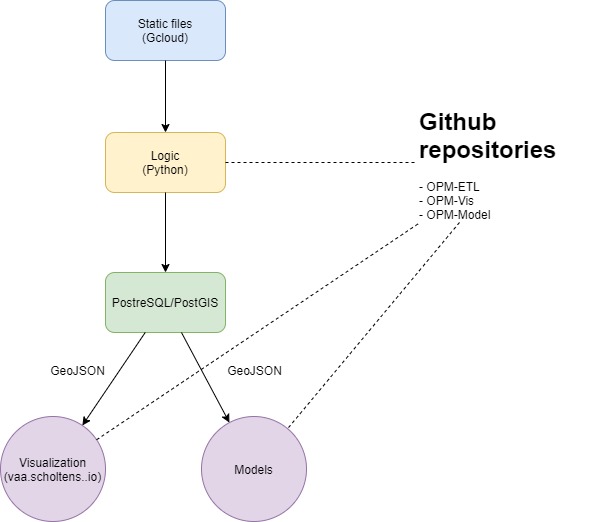 Static files
(Gcloud)
Github
repositories
Logic
(Python)
- OPM-ETL
- OPM-Vis
- OPM-Model
PostreSQL/PostGIS
GeoJSON
GeoJSON
Visualization
(vaa.scholtens..io)
Models